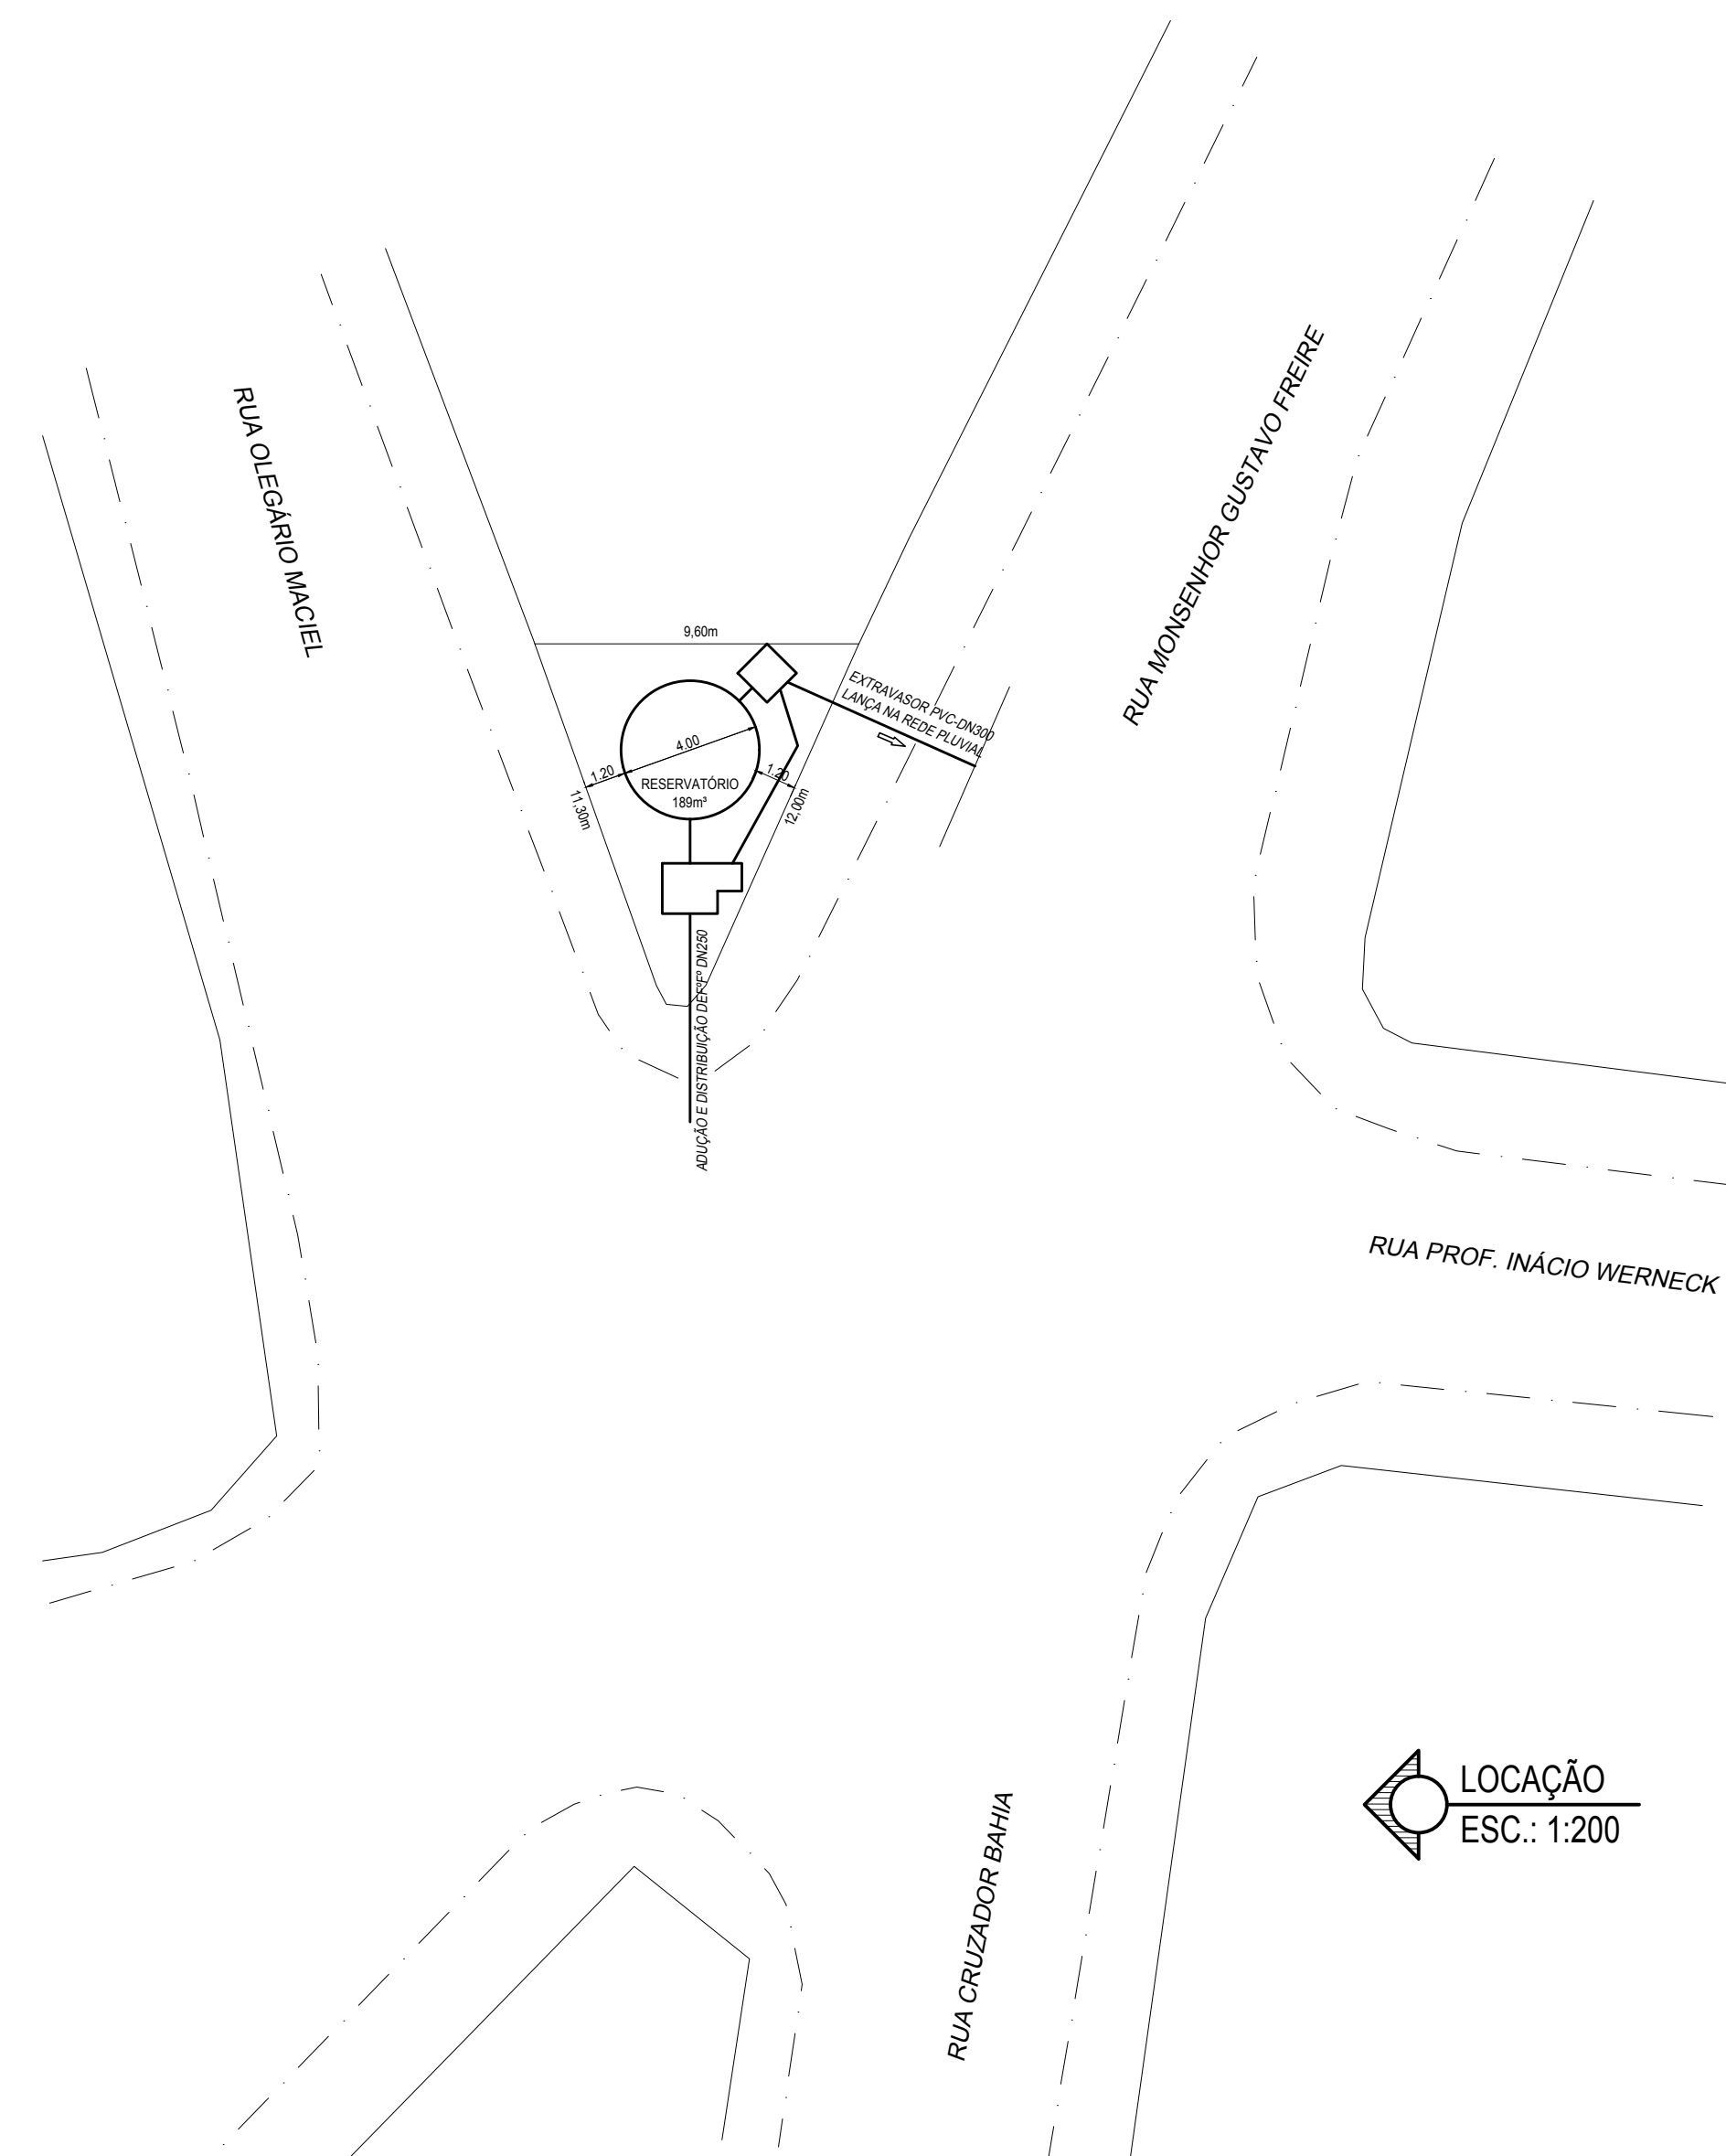 RUA OLEGÁRIO MACIEL
RUA MONSENHOR GUSTAVO FREIRE
9,60m
EXTRAVASOR PVC-DN300
LANÇA NA REDE PLUVIAL
4.00
1.20
1.20
RESERVATÓRIO
189m³
11,30m
12,00m
ADUÇÃO E DISTRIBUIÇÃO DEFºFº DN250
RUA PROF. INÁCIO WERNECK
RUA CRUZADOR BAHIA
LOCAÇÃO
ESC.: 1:200